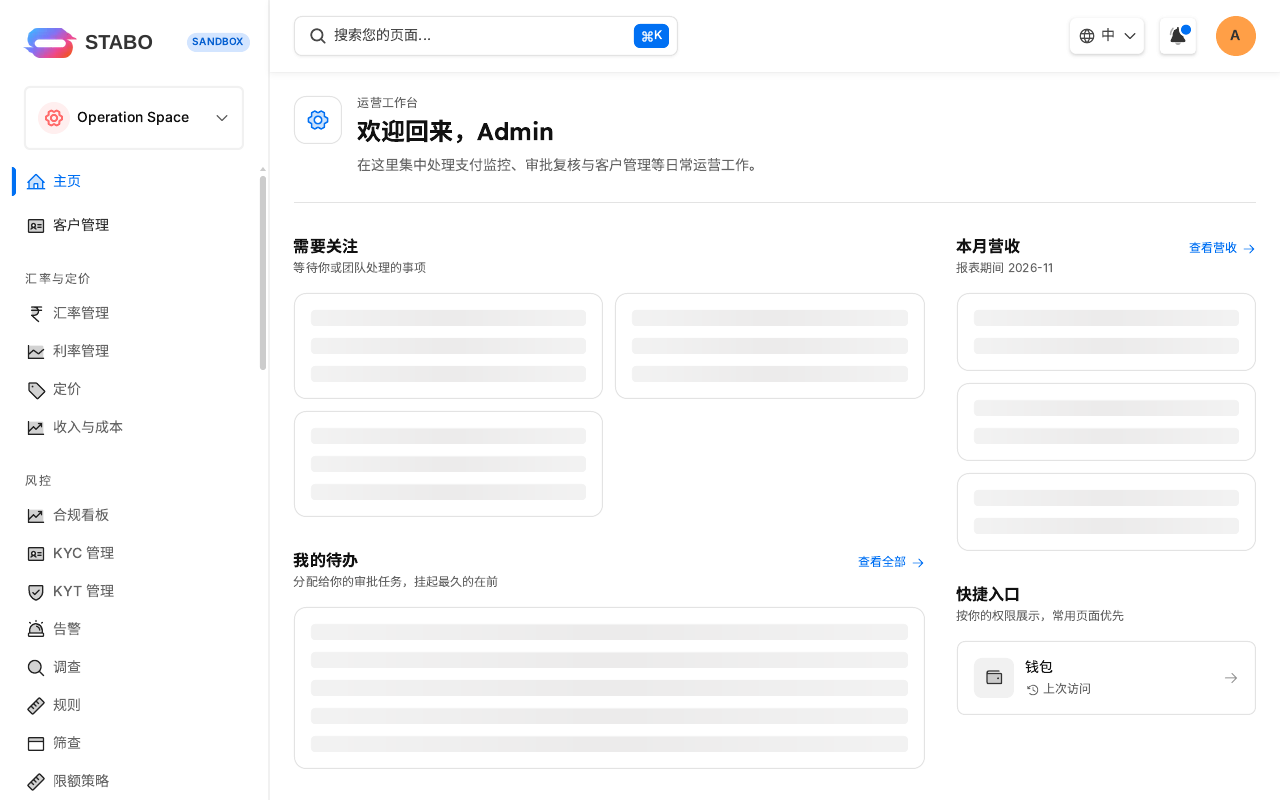 STABO
SANDBOX
搜索您的页面...
⌘K
中
A
Operation Space
主页
客户管理
汇率与定价
汇率管理
利率管理
定价
收入与成本
风控
合规看板
KYC 管理
KYT 管理
告警
调查
规则
筛查
限额策略
运营工作台
欢迎回来，Admin
在这里集中处理支付监控、审批复核与客户管理等日常运营工作。
需要关注
等待你或团队处理的事项
我的待办
查看全部
分配给你的审批任务，挂起最久的在前
本月营收
查看营收
报表期间 2026-11
快捷入口
按你的权限展示，常用页面优先
钱包
上次访问